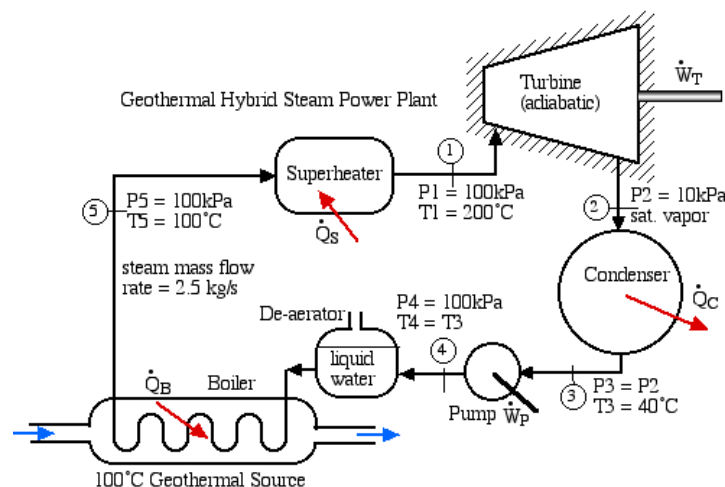 Geothermal Hybrid Steam Power Plant
Turbine
(adiabatic)
ẆT
Superheater
Q̇S
1
P1 = 100kPa
T1 = 200°C
5
P5 = 100kPa
T5 = 100°C
2
P2 = 10kPa
sat. vapor
steam mass flow
rate = 2.5 kg/s
Condenser
Q̇C
De-aerator
P4 = 100kPa
T4 = T3
4
liquid
water
Q̇B
Boiler
Pump ẆP
3
P3 = P2
T3 = 40°C
100°C Geothermal Source